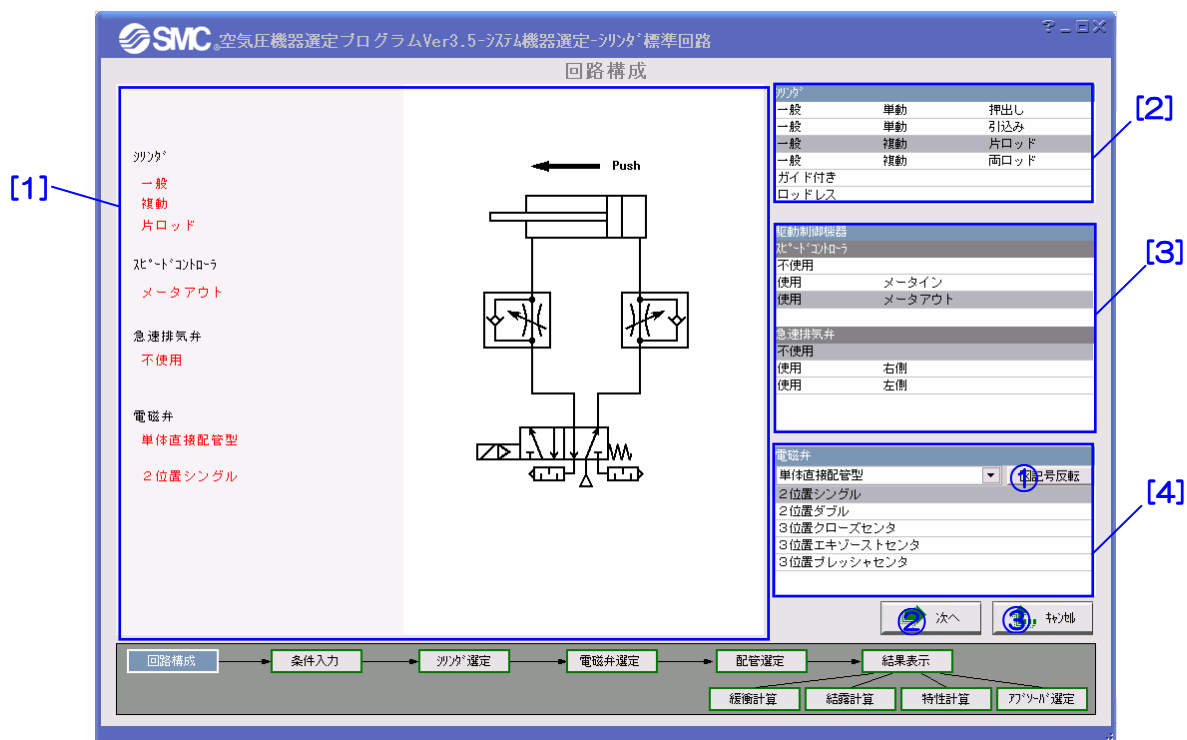 SMC。空気圧機器選定プログラムVer3.5-ｼｽﾃﾑ機器選定-ｼﾘﾝﾀﾞ標準回路
回路構成
[1]
ｼﾘﾝﾀﾞ
一般
複動
片ロッド
ｽﾋﾟｰﾄﾞｺﾝﾄﾛｰﾗ
メータアウト
急速排気弁
不使用
電磁弁
単体直接配管型
２位置シングル
Push
[2]
ｼﾘﾝﾀﾞ
一般 単動 押出し
一般 単動 引込み
一般 複動 片ロッド
一般 複動 両ロッド
ガイド付き
ロッドレス
[3]
駆動制御機器
ｽﾋﾟｰﾄﾞｺﾝﾄﾛｰﾗ
不使用
使用 メータイン
使用 メータアウト
急速排気弁
不使用
使用 右側
使用 左側
[4]
電磁弁
単体直接配管型 ① 記号反転
２位置シングル
２位置ダブル
３位置クローズセンタ
３位置エキゾーストセンタ
３位置プレッシャセンタ
② 次へ ③ ｷｬﾝｾﾙ
回路構成 条件入力 ｼﾘﾝﾀﾞ選定 電磁弁選定 配管選定 結果表示
緩衝計算 結露計算 特性計算 ｱﾌﾞｿｰﾊﾞ選定